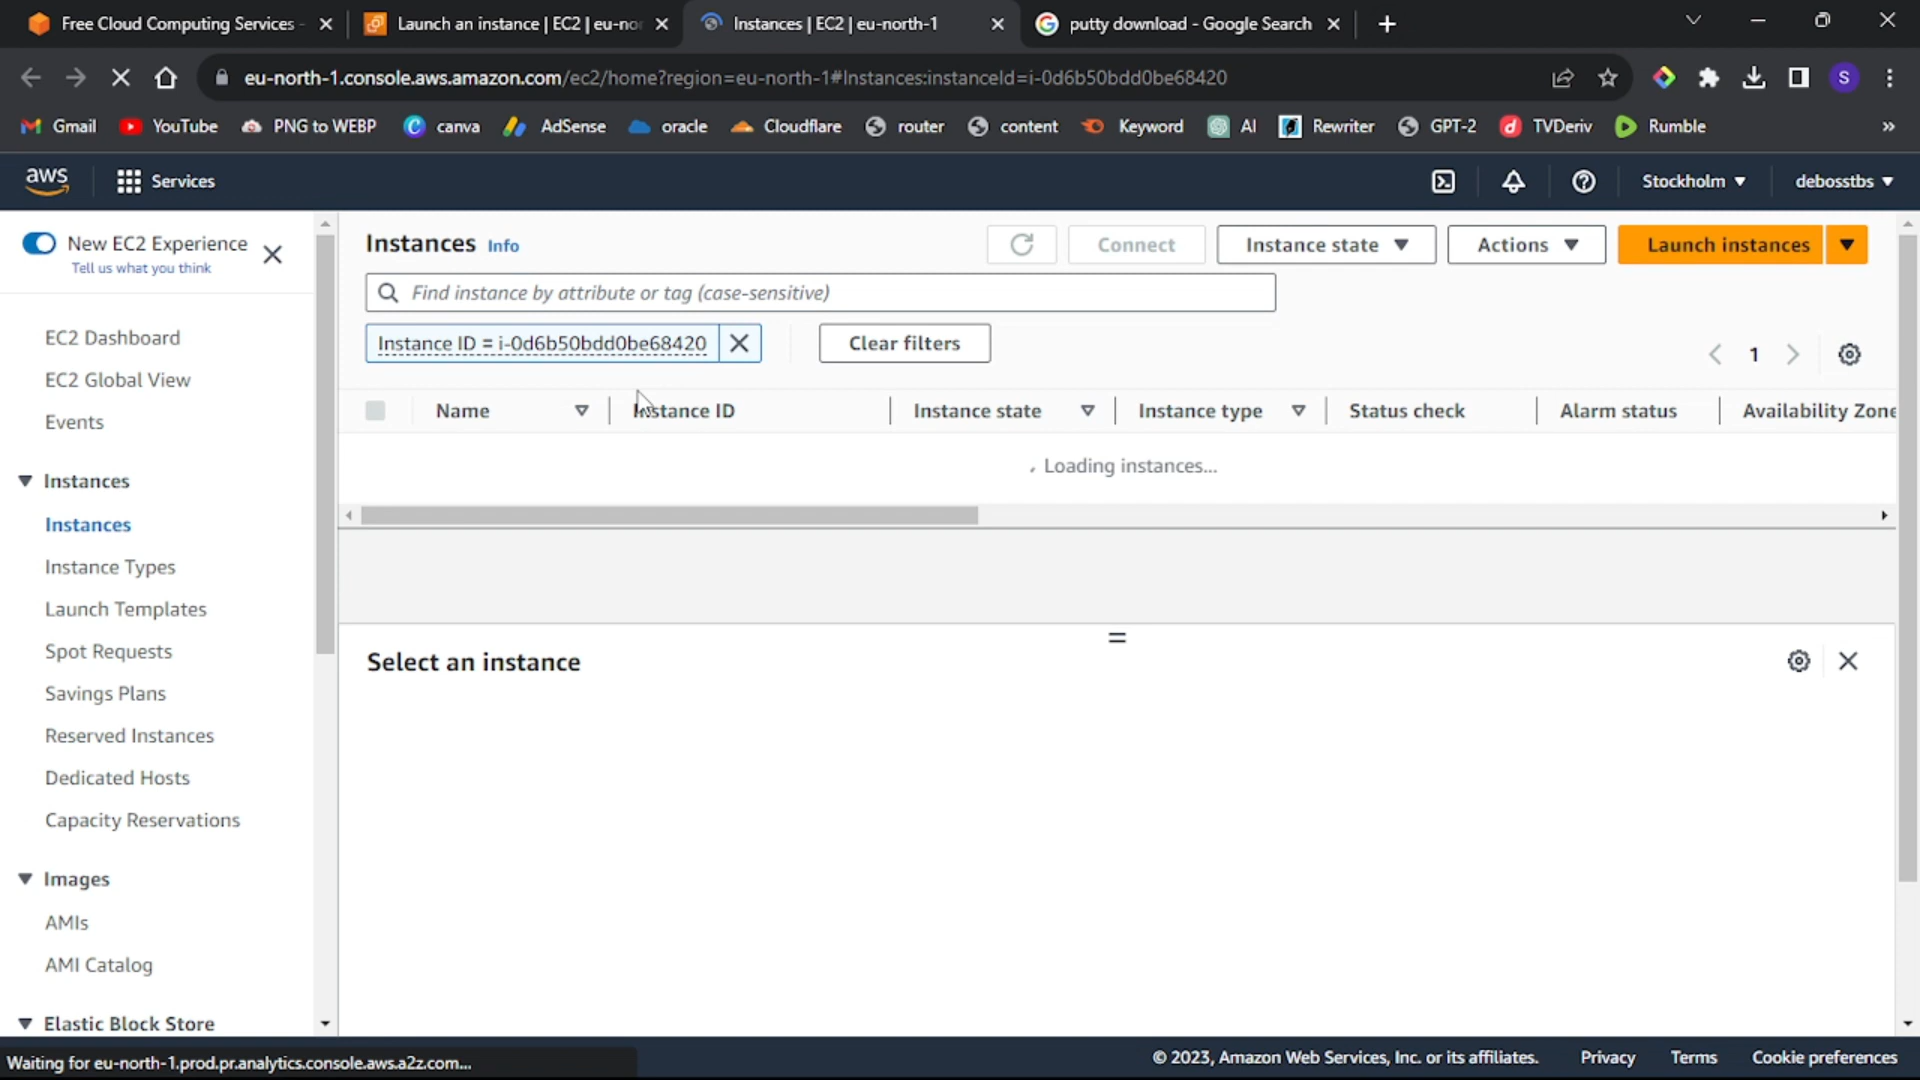 Free Cloud Computing Services -
Launch an instance | EC2 | eu-no
Instances | EC2 | eu-north-1
putty download - Google Search
eu-north-1.console.aws.amazon.com/ec2/home?region=eu-north-1#Instances:instanceId=i-0d6b50bdd0be68420
S
Gmail
YouTube
PNG to WEBP
canva
AdSense
oracle
Cloudflare
router
content
Keyword
AI
Rewriter
GPT-2
TVDeriv
Rumble
aws
Services
Stockholm
debosstbs
New EC2 Experience
Tell us what you think
EC2 Dashboard
EC2 Global View
Events
Instances
Instances
Instance Types
Launch Templates
Spot Requests
Savings Plans
Reserved Instances
Dedicated Hosts
Capacity Reservations
Images
AMIs
AMI Catalog
Elastic Block Store
Instances Info
Connect
Instance state
Actions
Launch instances
Find instance by attribute or tag (case-sensitive)
Instance ID = i-0d6b50bdd0be68420
Clear filters
1
Name
Instance ID
Instance state
Instance type
Status check
Alarm status
Availability Zone
Loading instances...
Select an instance
Waiting for eu-north-1.prod.pr.analytics.console.aws.a2z.com...
© 2023, Amazon Web Services, Inc. or its affiliates.
Privacy
Terms
Cookie preferences